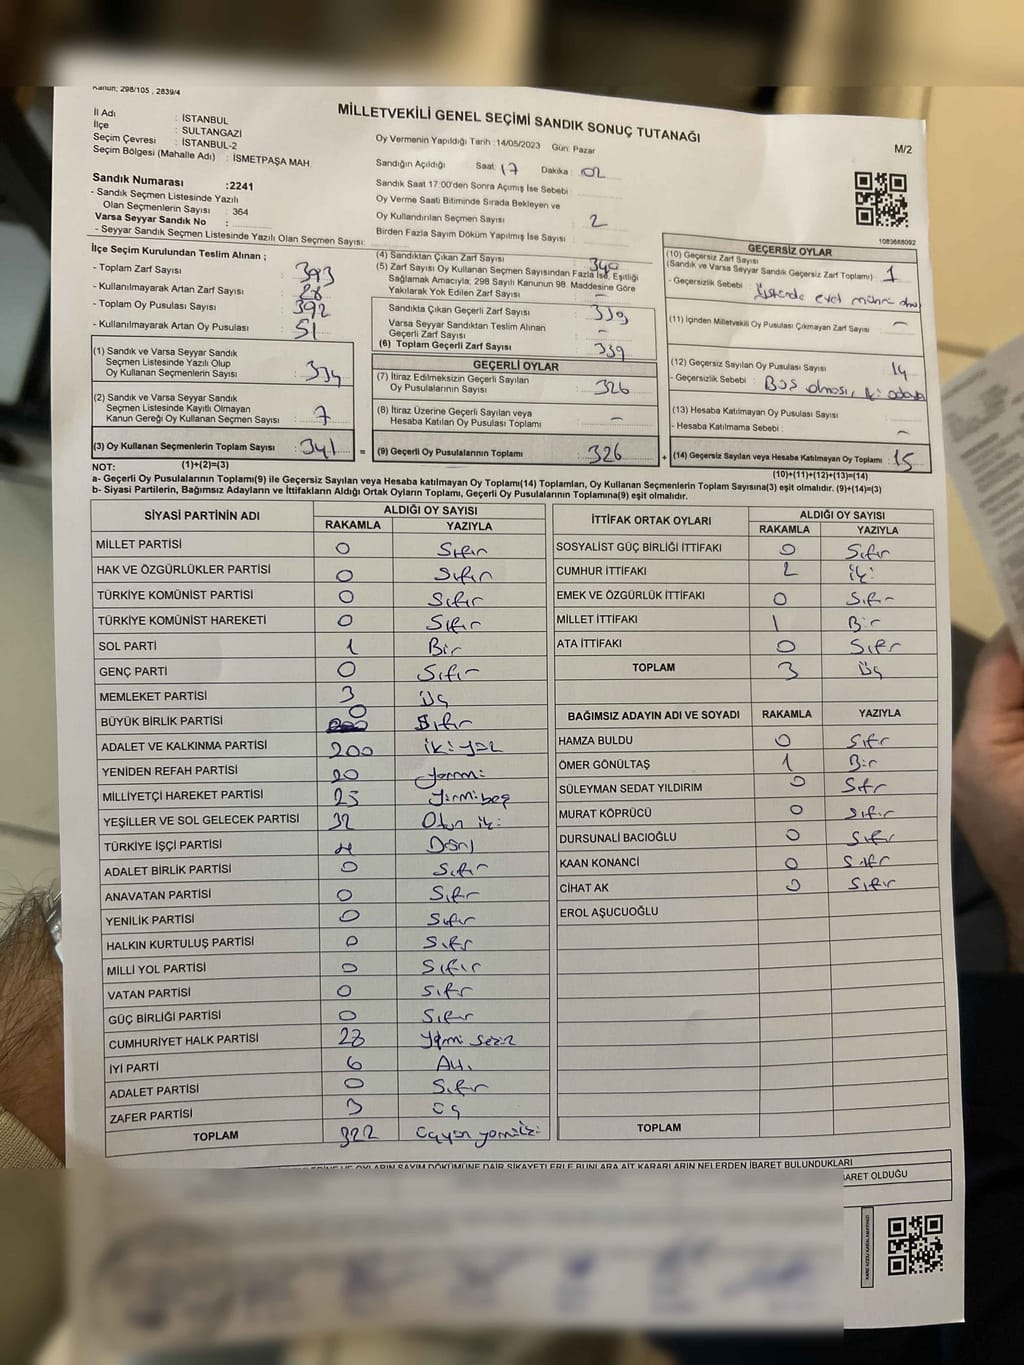 Kanun; 298/105 , 2839/4
MİLLETVEKİLİ GENEL SEÇİMİ SANDIK SONUÇ TUTANAĞI
M/2
İl Adı : İSTANBUL
İlçe : SULTANGAZİ
Seçim Çevresi : İSTANBUL-2
Seçim Bölgesi (Mahalle Adı) : İSMETPAŞA MAH.
Sandık Numarası :2241
- Sandık Seçmen Listesinde Yazılı
Olan Seçmenlerin Sayısı : 364
Varsa Seyyar Sandık No :
- Seyyar Sandık Seçmen Listesinde Yazılı Olan Seçmen Sayısı:
Oy Vermenin Yapıldığı Tarih :14/05/2023 Gün: Pazar
Sandığın Açıldığı Saat: 17 Dakika : 02
Sandık Saat 17:00'den Sonra Açımış İse Sebebi :
Oy Verme Saati Bitiminde Sırada Bekleyen ve
Oy Kullandırılan Seçmen Sayısı : 2
Birden Fazla Sayım Döküm Yapılmış İse Sayısı :
1083688092
İlçe Seçim Kurulundan Teslim Alınan ;
- Toplam Zarf Sayısı : 393
- Kullanılmayarak Artan Zarf Sayısı :
- Toplam Oy Pusulası Sayısı : 392
- Kullanılmayarak Artan Oy Pusulası : 51
(1) Sandık ve Varsa Seyyar Sandık
Seçmen Listesinde Yazılı Olup
Oy Kullanan Seçmenlerin Sayısı : 334
(2) Sandık ve Varsa Seyyar Sandık
Seçmen Listesinde Kayıtlı Olmayan
Kanun Gereği Oy Kullanan Seçmen Sayısı : 7
(3) Oy Kullanan Seçmenlerin Toplam Sayısı : 341 =
(4) Sandıktan Çıkan Zarf Sayısı : 340
(5) Zarf Sayısı Oy Kullanan Seçmen Sayısından Fazla İse, Eşitliği
Sağlamak Amacıyla; 298 Sayılı Kanunun 98. Maddesine Göre
Yakılarak Yok Edilen Zarf Sayısı : –
Sandıkta Çıkan Geçerli Zarf Sayısı : 339
Varsa Seyyar Sandıktan Teslim Alınan
Geçerli Zarf Sayısı : –
(6) Toplam Geçerli Zarf Sayısı : 339
GEÇERLİ OYLAR
(7) İtiraz Edilmeksizin Geçerli Sayılan
Oy Pusulalarının Sayısı : 326
(8) İtiraz Üzerine Geçerli Sayılan veya
Hesaba Katılan Oy Pusulası Toplamı : –
(9) Geçerli Oy Pusulalarının Toplamı : 326 +
GEÇERSİZ OYLAR
(10) Geçersiz Zarf Sayısı
(Sandık ve Varsa Seyyar Sandık Geçersiz Zarf Toplamı) : 1
- Geçersizlik Sebebi : Üstünde evet mührü
(11) İçinden Milletvekili Oy Pusulası Çıkmayan Zarf Sayısı : –
(12) Geçersiz Sayılan Oy Pusulası Sayısı : 14
- Geçersizlik Sebebi : Boş olması, iki
(13) Hesaba Katılmayan Oy Pusulası Sayısı :
- Hesaba Katılmama Sebebi : –
(14) Geçersiz Sayılan veya Hesaba Katılmayan Oy Toplamı : 15
NOT: (1)+(2)=(3) (10)+(11)+(12)+(13)=(14)
a- Geçerli Oy Pusulalarının Toplamı(9) ile Geçersiz Sayılan veya Hesaba katılmayan Oy Toplamı(14) Toplamları, Oy Kullanan Seçmenlerin Toplam Sayısına(3) eşit olmalıdır. (9)+(14)=(3)
b- Siyasi Partilerin, Bağımsız Adayların ve İttifakların Aldığı Ortak Oyların Toplamı, Geçerli Oy Pusulalarının Toplamına(9) eşit olmalıdır.
SİYASİ PARTİNİN ADI ALDIĞI OY SAYISI
RAKAMLA YAZIYLA
MİLLET PARTİSİ 0 Sıfır
HAK VE ÖZGÜRLÜKLER PARTİSİ 0 Sıfır
TÜRKİYE KOMÜNİST PARTİSİ 0 Sıfır
TÜRKİYE KOMÜNİST HAREKETİ 0 Sıfır
SOL PARTİ 1 Bir
GENÇ PARTİ 0 Sıfır
MEMLEKET PARTİSİ 3 Üç
BÜYÜK BİRLİK PARTİSİ 0 Sıfır
ADALET VE KALKINMA PARTİSİ 200 iki yüz
YENİDEN REFAH PARTİSİ 20 yirmi
MİLLİYETÇİ HAREKET PARTİSİ 25 yirmi beş
YEŞİLLER VE SOL GELECEK PARTİSİ 32 Otuz iki
TÜRKİYE İŞÇİ PARTİSİ 4 Dört
ADALET BİRLİK PARTİSİ 0 Sıfır
ANAVATAN PARTİSİ 0 Sıfır
YENİLİK PARTİSİ 0 Sıfır
HALKIN KURTULUŞ PARTİSİ 0 Sıfır
MİLLİ YOL PARTİSİ 0 Sıfır
VATAN PARTİSİ 0 Sıfır
GÜÇ BİRLİĞİ PARTİSİ 0 Sıfır
CUMHURİYET HALK PARTİSİ 28 yirmi sekiz
İYİ PARTİ 6 Altı
ADALET PARTİSİ 0 Sıfır
ZAFER PARTİSİ 3 üç
TOPLAM 322 üçyüz yirmiiki
İTTİFAK ORTAK OYLARI ALDIĞI OY SAYISI
RAKAMLA YAZIYLA
SOSYALİST GÜÇ BİRLİĞİ İTTİFAKI 0 Sıfır
CUMHUR İTTİFAKI 2 iki
EMEK VE ÖZGÜRLÜK İTTİFAKI 0 Sıfır
MİLLET İTTİFAKI 1 Bir
ATA İTTİFAKI 0 Sıfır
TOPLAM 3 Üç
BAĞIMSIZ ADAYIN ADI VE SOYADI RAKAMLA YAZIYLA
HAMZA BULDU 0 Sıfır
ÖMER GÖNÜLTAŞ 1 Bir
SÜLEYMAN SEDAT YILDIRIM 0 Sıfır
MURAT KÖPRÜCÜ 0 Sıfır
DURSUNALİ BACIOĞLU 0 Sıfır
KAAN KONANCİ 0 Sıfır
CİHAT AK 0 Sıfır
EROL AŞUCUOĞLU
TOPLAM
VE OYLARIN SAYIM DÖKÜMÜNE DAİR ŞİKAYETLERLE BUNLARA AİT KARARLARIN NELERDEN İBARET BULUNDUKLARI
İBARET OLDUĞU